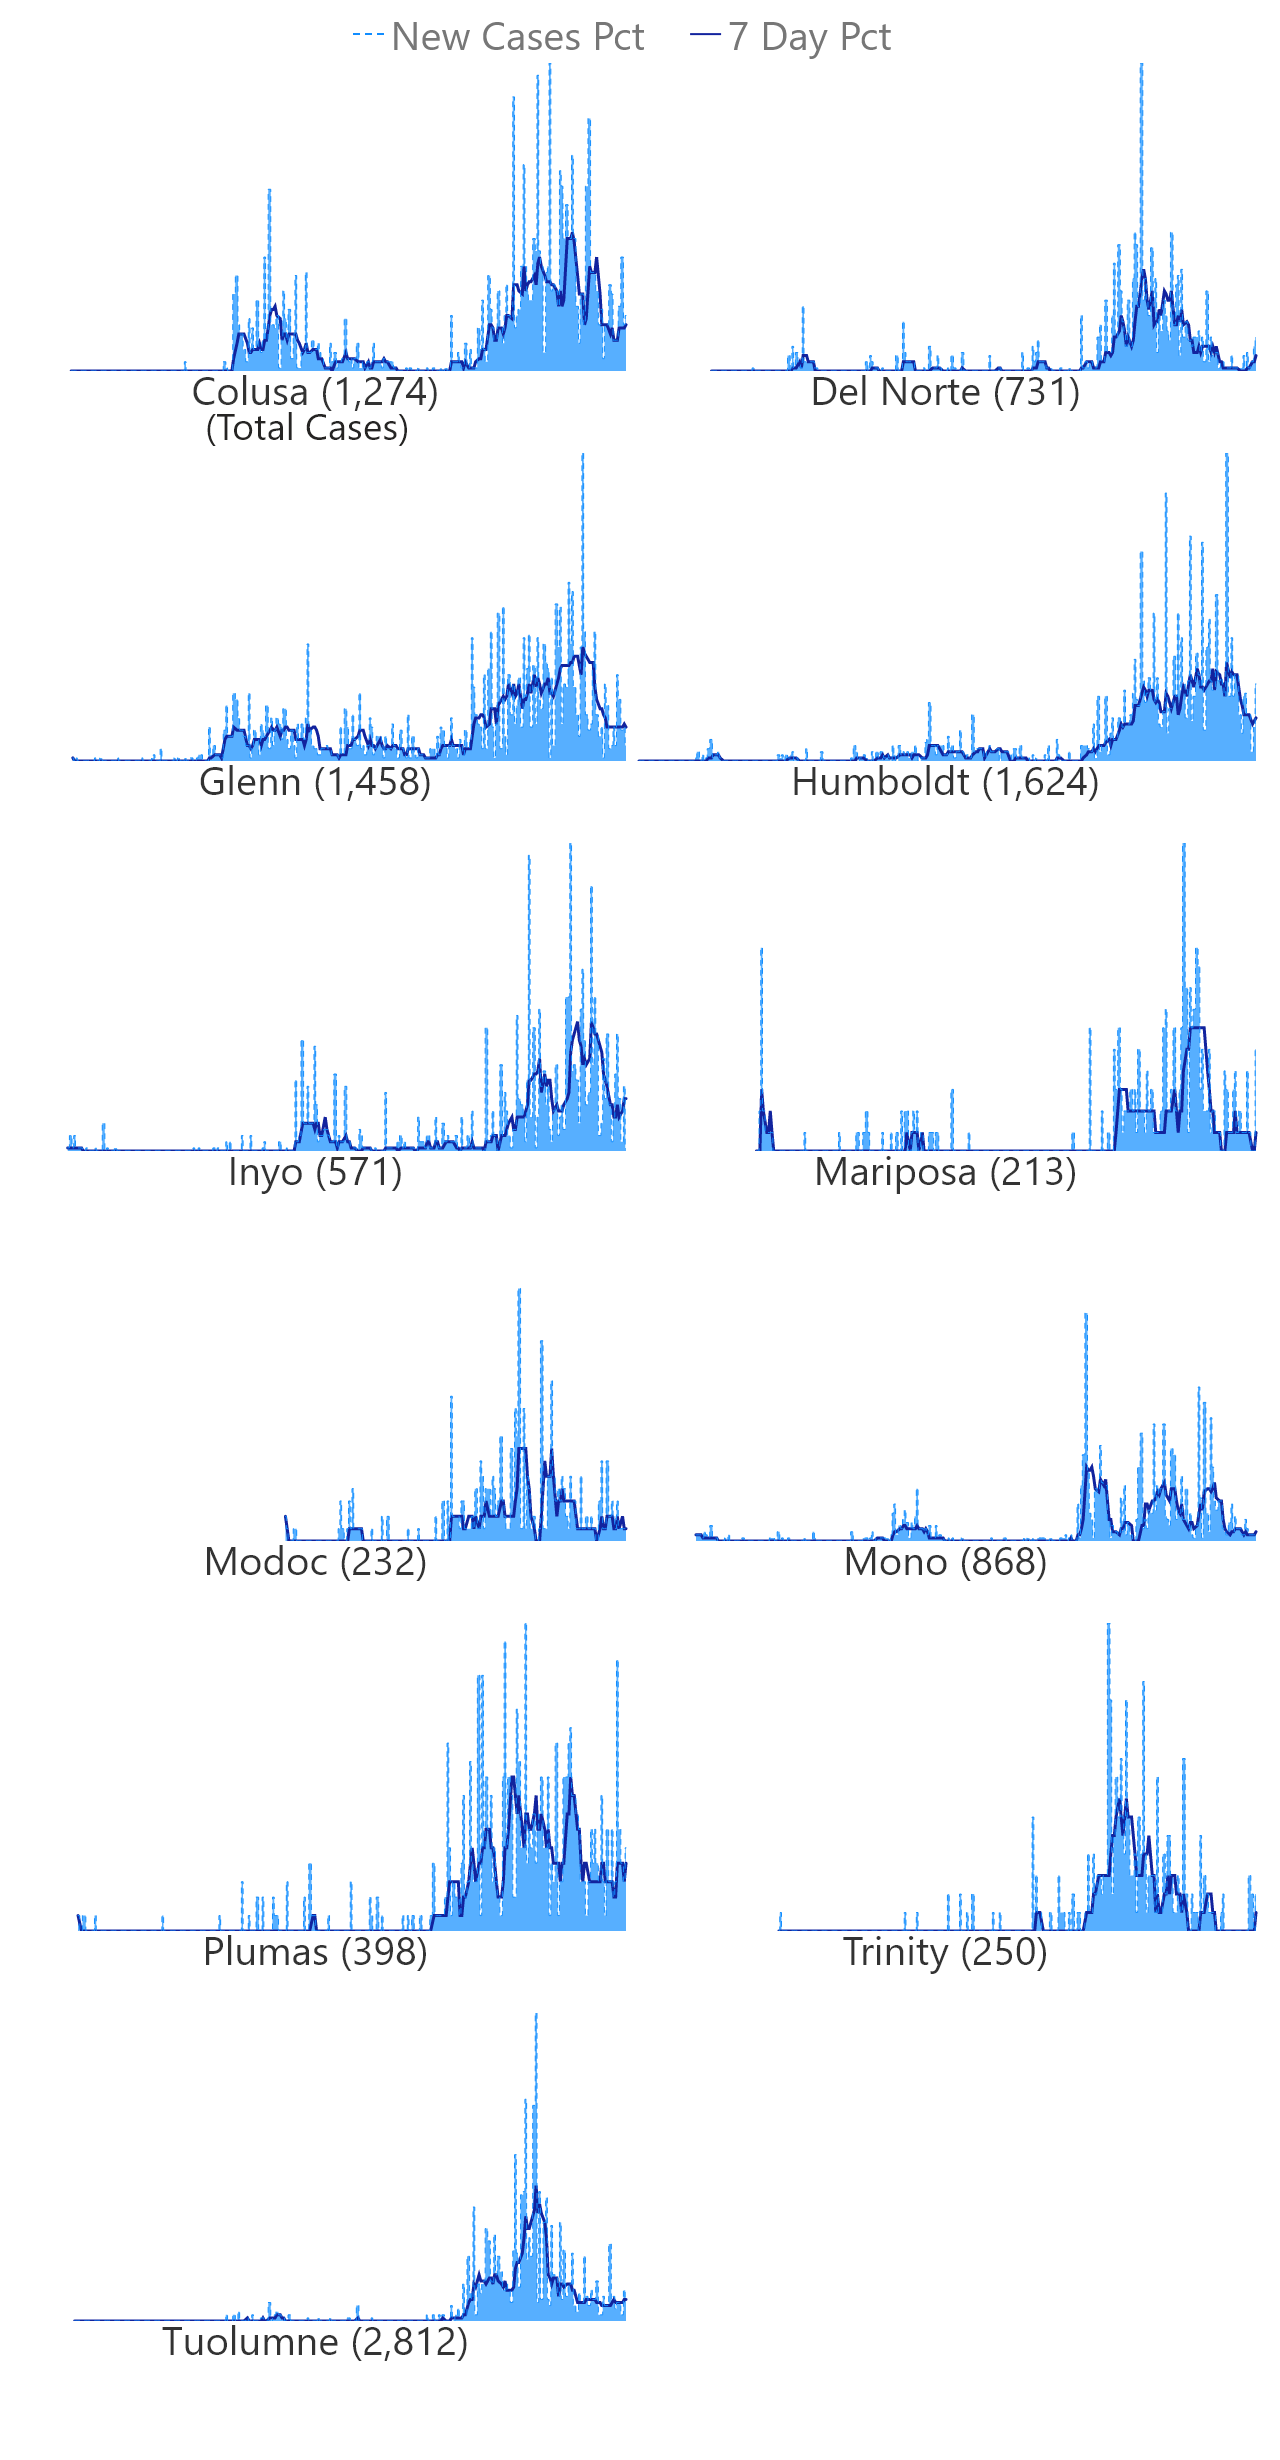 New Cases Pct 7 Day Pct
Colusa (1,274) Del Norte (731)
(Total Cases)
Glenn (1,458) Humboldt (1,624)
Inyo (571) Mariposa (213)
Modoc (232) Mono (868)
Plumas (398) Trinity (250)
Tuolumne (2,812)